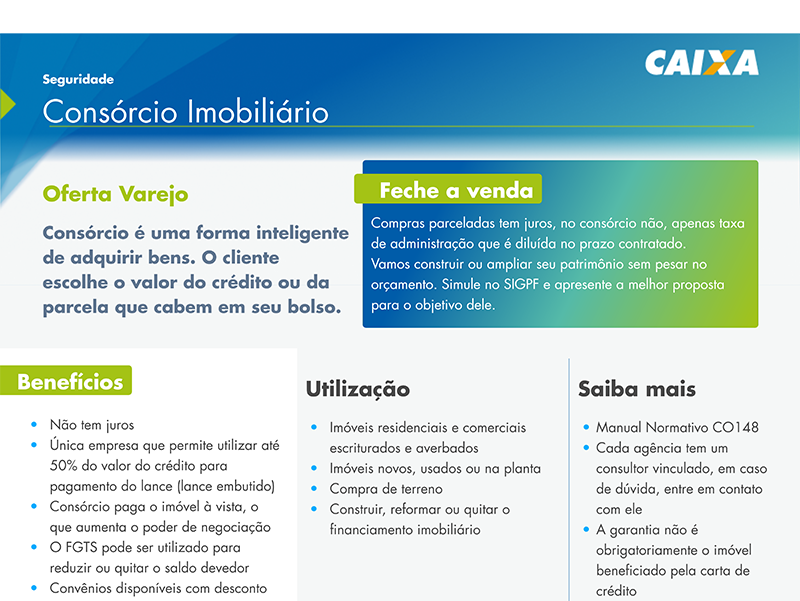 CAIXA
Seguridade
Consórcio Imobiliário
Oferta Varejo
Consórcio é uma forma inteligente
de adquirir bens. O cliente
escolhe o valor do crédito ou da
parcela que cabem em seu bolso.
Feche a venda
Compras parceladas tem juros, no consórcio não, apenas taxa
de administração que é diluída no prazo contratado.
Vamos construir ou ampliar seu patrimônio sem pesar no
orçamento. Simule no SIGPF e apresente a melhor proposta
para o objetivo dele.
Benefícios
• Não tem juros
• Única empresa que permite utilizar até
50% do valor do crédito para
pagamento do lance (lance embutido)
• Consórcio paga o imóvel à vista, o
que aumenta o poder de negociação
• O FGTS pode ser utilizado para
reduzir ou quitar o saldo devedor
• Convênios disponíveis com desconto
Utilização
• Imóveis residenciais e comerciais
escriturados e averbados
• Imóveis novos, usados ou na planta
• Compra de terreno
• Construir, reformar ou quitar o
financiamento imobiliário
Saiba mais
• Manual Normativo CO148
• Cada agência tem um
consultor vinculado, em caso
de dúvida, entre em contato
com ele
• A garantia não é
obrigatoriamente o imóvel
beneficiado pela carta de
crédito